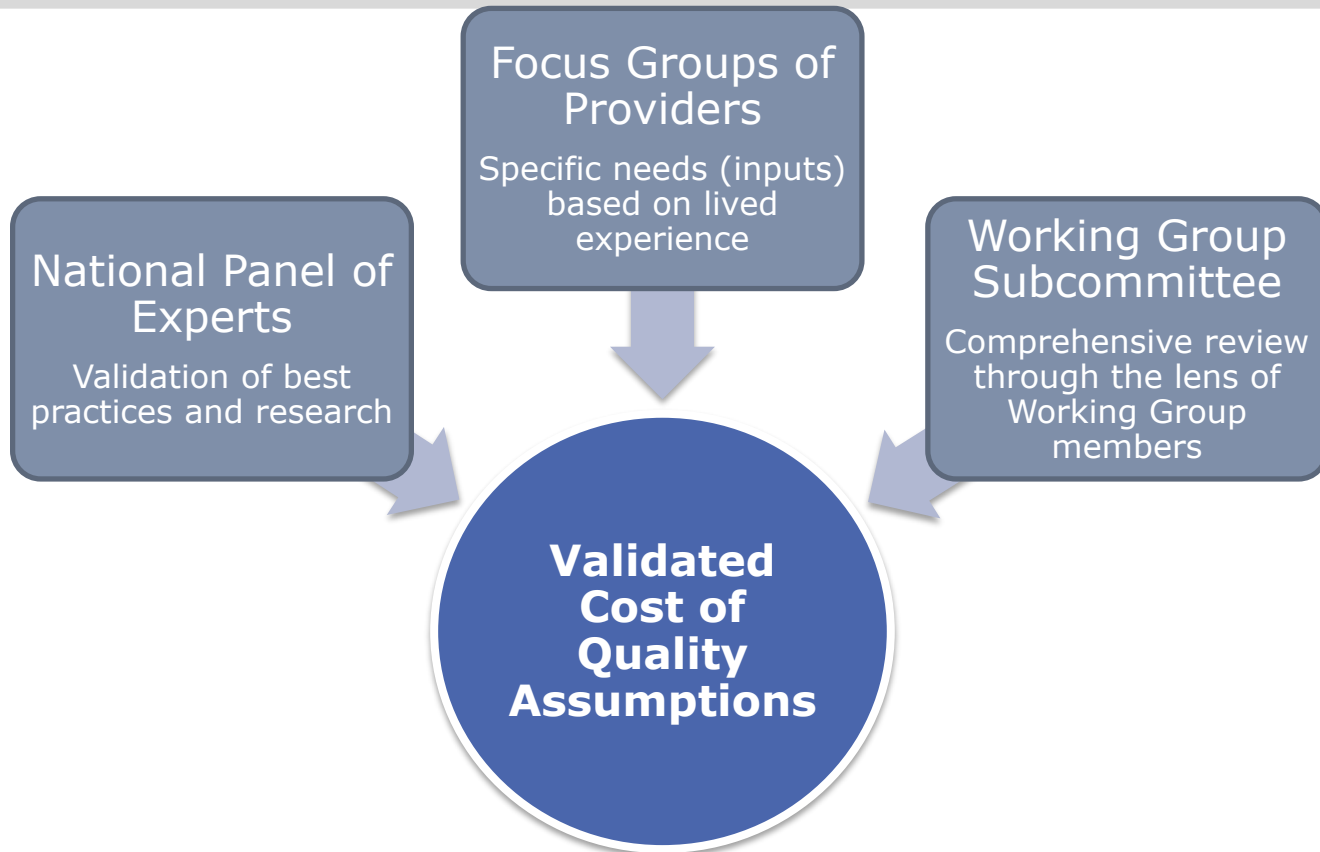 Focus Groups of
Providers
Specific needs (inputs)
based on lived
experience
National Panel of
Experts
Validation of best
practices and research
Working Group
Subcommittee
Comprehensive review
through the lens of
Working Group
members
Validated
Cost of
Quality
Assumptions